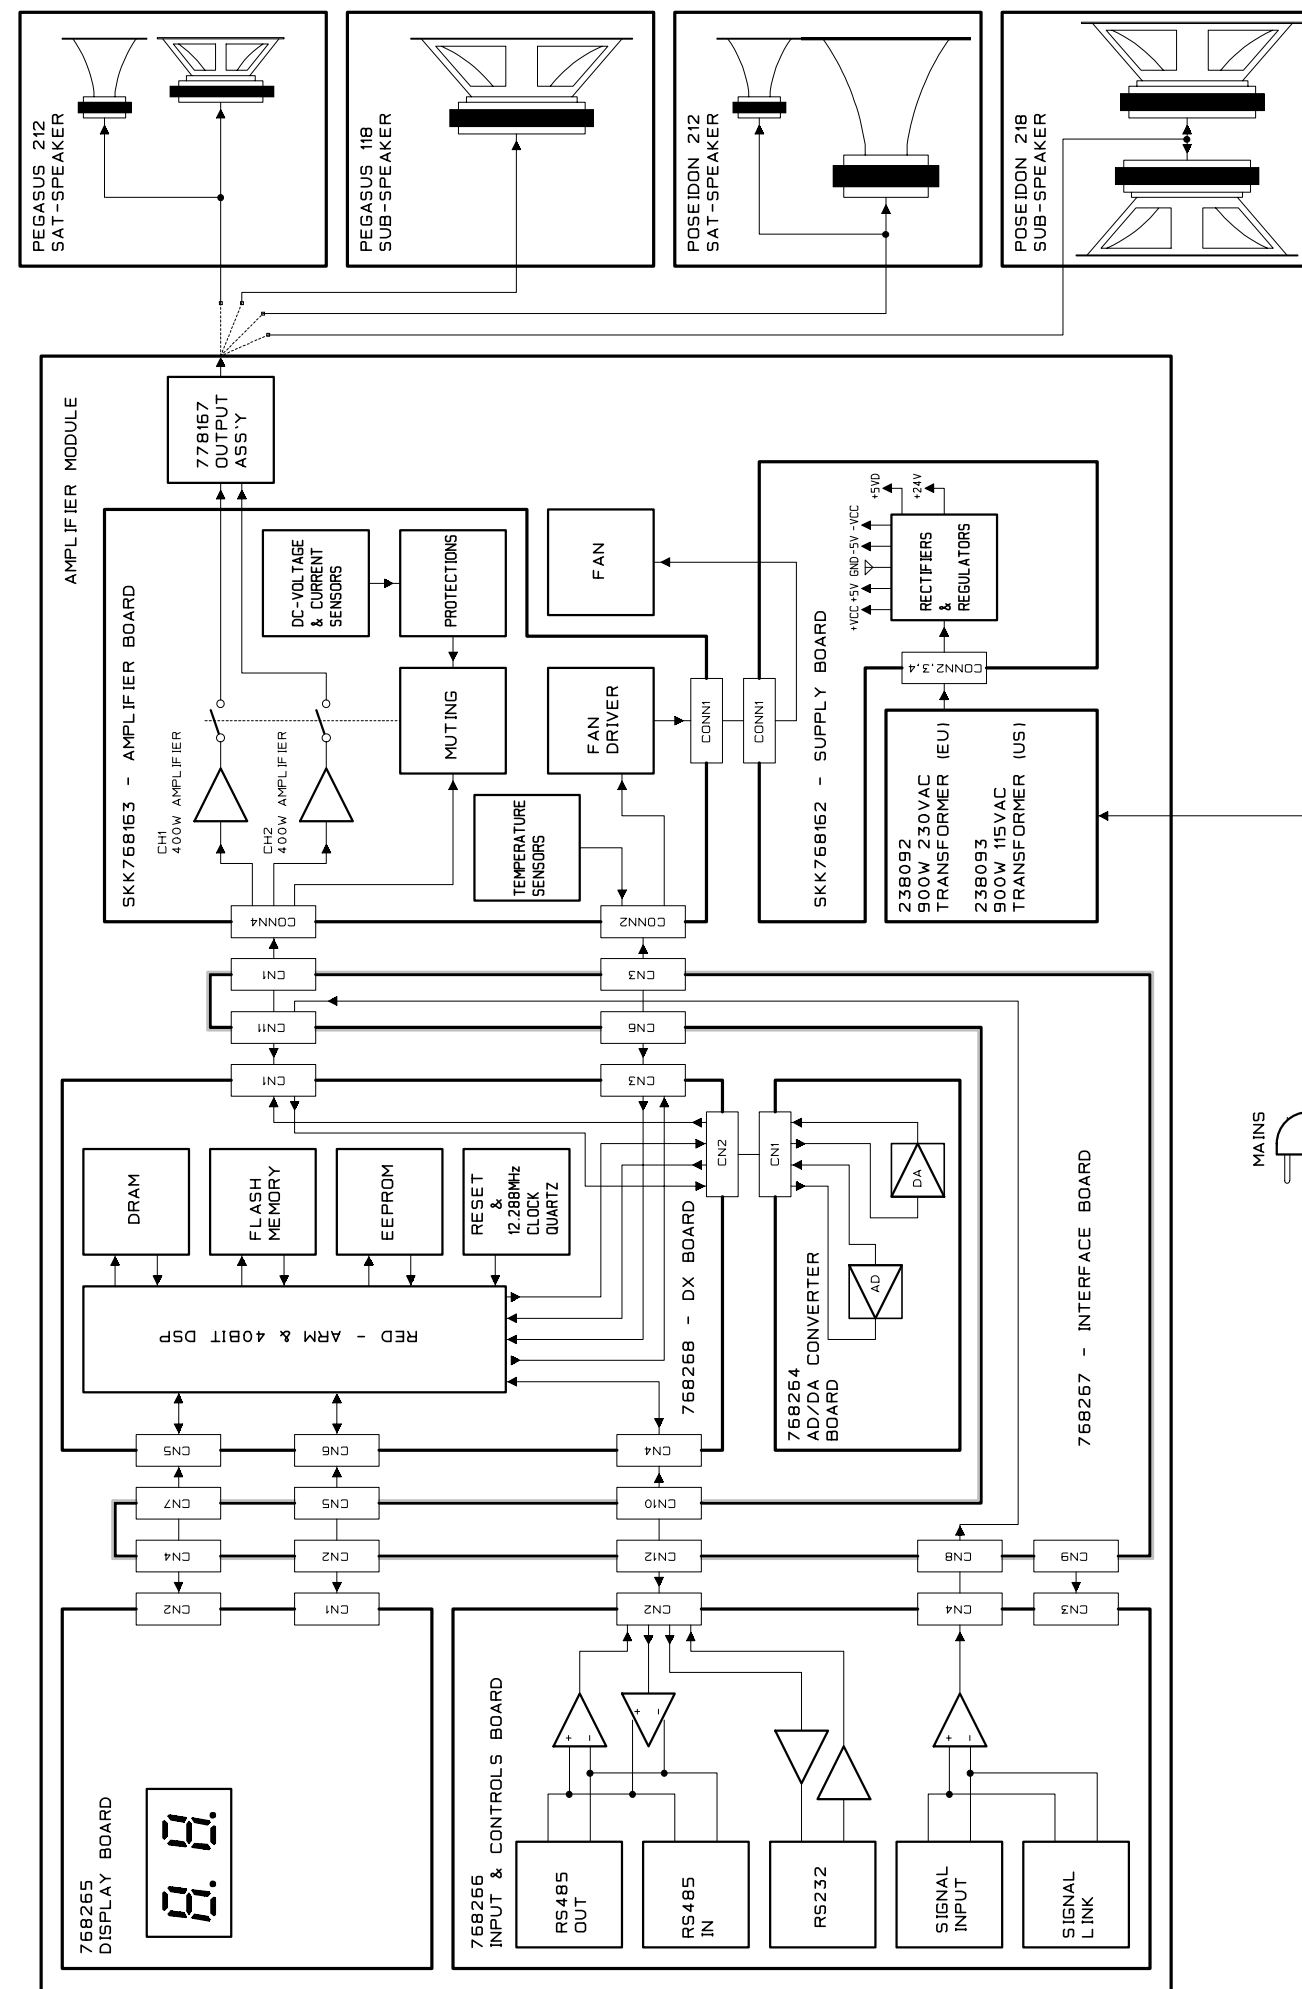 PEGASUS 212
SAT-SPEAKER
PEGASUS 118
SUB-SPEAKER
POSEIDON 212
SAT-SPEAKER
POSEIDON 218
SUB-SPEAKER
AMPLIFIER MODULE
778167
OUTPUT
ASS'Y
SKK768163 - AMPLIFIER BOARD
DC-VOLTAGE
& CURRENT
SENSORS
PROTECTIONS
MUTING
CH1
400W AMPLIFIER
CH2
400W AMPLIFIER
FAN
FAN
DRIVER
TEMPERATURE
SENSORS
CONN1
CONN1
CONN4
CONN2
SKK768162 - SUPPLY BOARD
+5VD
+24V
+VCC
+5V
GND
-5V
-VCC
RECTIFIERS
&
REGULATORS
CONN2,3,4
238092
900W 230VAC
TRANSFORMER (EU)
238093
900W 115VAC
TRANSFORMER (US)
MAINS
CN1
CN3
CN11
CN6
CN1
CN3
DRAM
FLASH
MEMORY
EEPROM
RESET
&
12.288MHz
CLOCK
QUARTZ
RED - ARM & 40BIT DSP
768268 - DX BOARD
CN2
CN1
DA
AD
768264
AD/DA CONVERTER
BOARD
768267 - INTERFACE BOARD
CN5
CN6
CN4
CN7
CN5
CN10
CN4
CN2
CN12
CN8
CN9
CN2
CN1
CN2
CN4
CN3
768265
DISPLAY BOARD
8.8.
768266
INPUT & CONTROLS BOARD
+
-
+
-
+
-
RS485
OUT
RS485
IN
RS232
SIGNAL
INPUT
SIGNAL
LINK